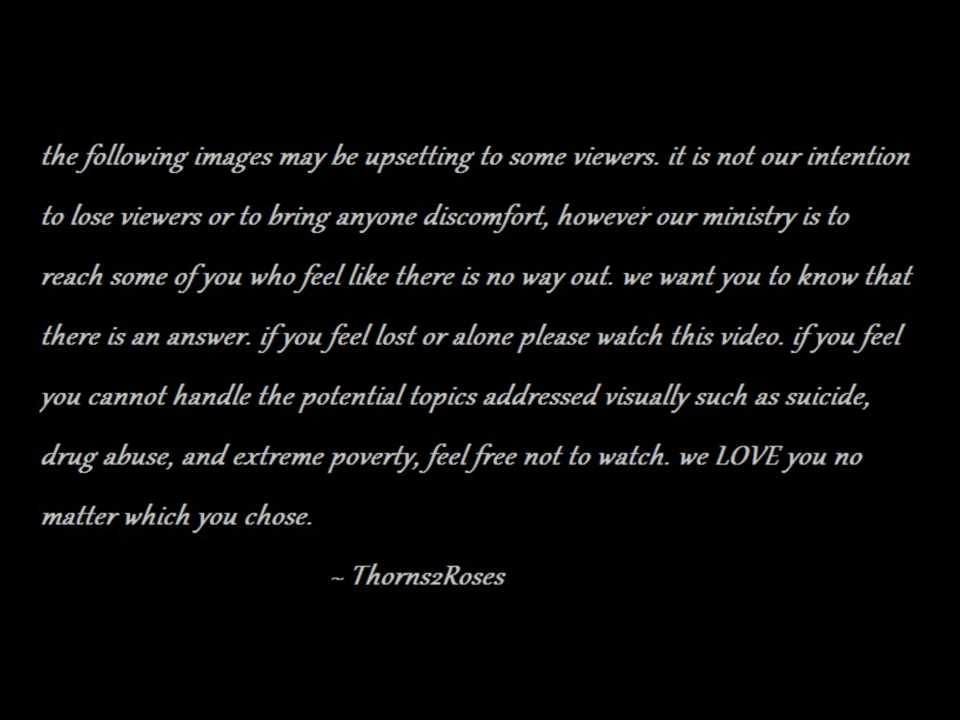 the following images may be upsetting to some viewers. it is not our intention
to lose viewers or to bring anyone discomfort, however our ministry is to
reach some of you who feel like there is no way out. we want you to know that
there is an answer. if you feel lost or alone please watch this video. if you feel
you cannot handle the potential topics addressed visually such as suicide,
drug abuse, and extreme poverty, feel free not to watch. we LOVE you no
matter which you chose.
~ Thorns2Roses